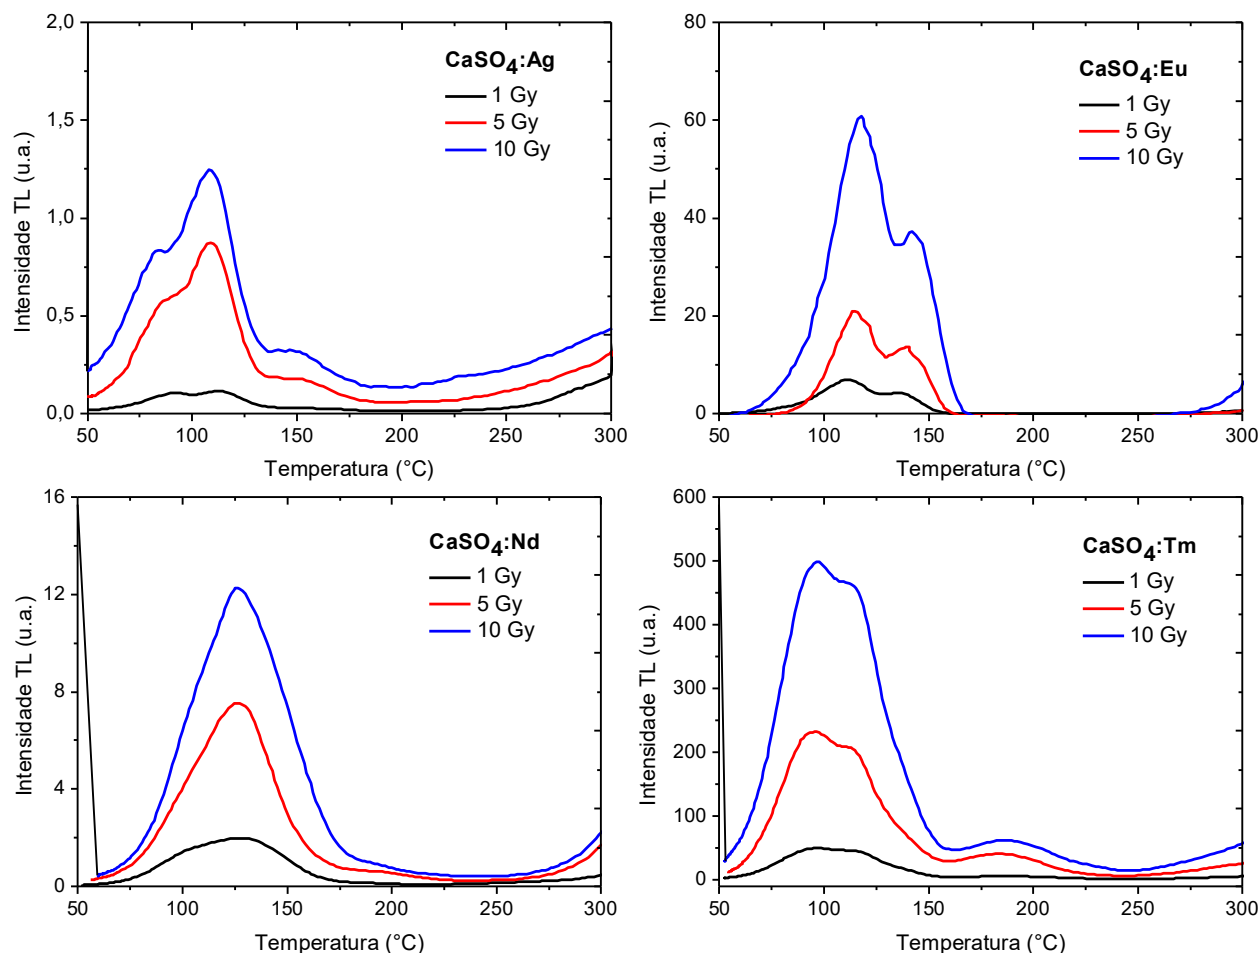 2,0
1,5
1,0
0,5
0,0
50
100
150
200
250
300
Intensidade TL (u.a.)
Temperatura (°C)
CaSO4:Ag
1 Gy
5 Gy
10 Gy
80
60
40
20
0
50
100
150
200
250
300
Intensidade TL (u.a.)
Temperatura (°C)
CaSO4:Eu
1 Gy
5 Gy
10 Gy
16
12
8
4
0
50
100
150
200
250
300
Intensidade TL (u.a.)
Temperatura (°C)
CaSO4:Nd
1 Gy
5 Gy
10 Gy
600
500
400
300
200
100
0
50
100
150
200
250
300
Intensidade TL (u.a.)
Temperatura (°C)
CaSO4:Tm
1 Gy
5 Gy
10 Gy